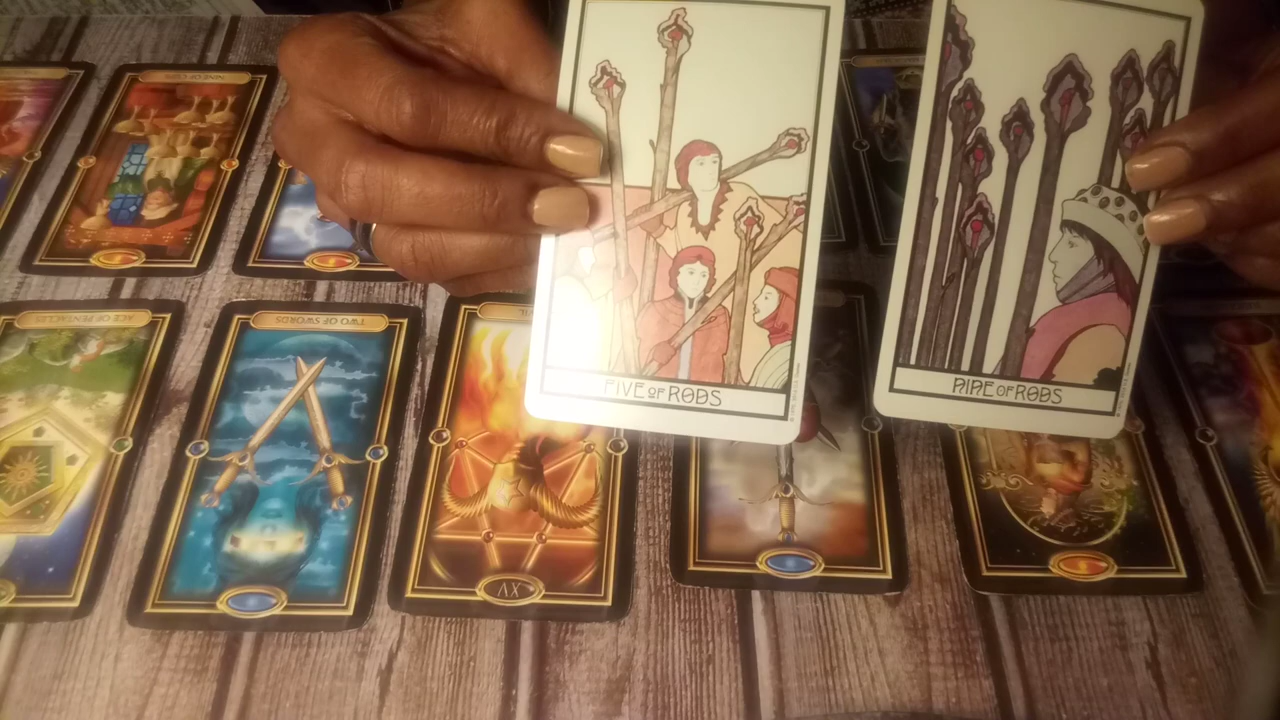 NINE OF CUPS
ACE OF PENTACLES
TWO OF SWORDS
FIVE OF RODS
NINE OF RODS
XV